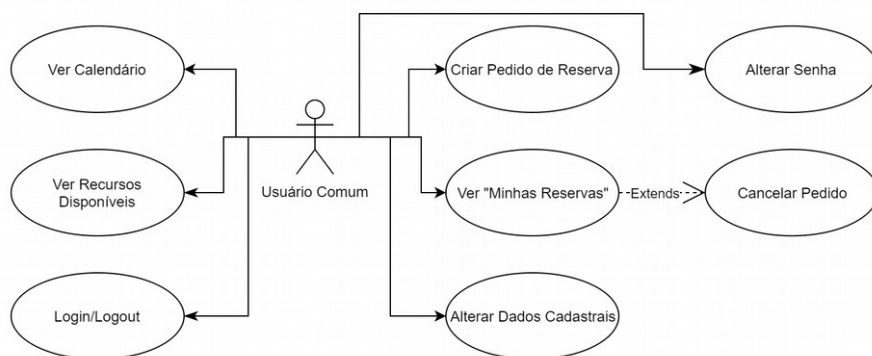 Ver Calendário
Criar Pedido de Reserva
Alterar Senha
Usuário Comum
Ver Recursos
Disponíveis
Ver "Minhas Reservas"
Extends
Cancelar Pedido
Login/Logout
Alterar Dados Cadastrais